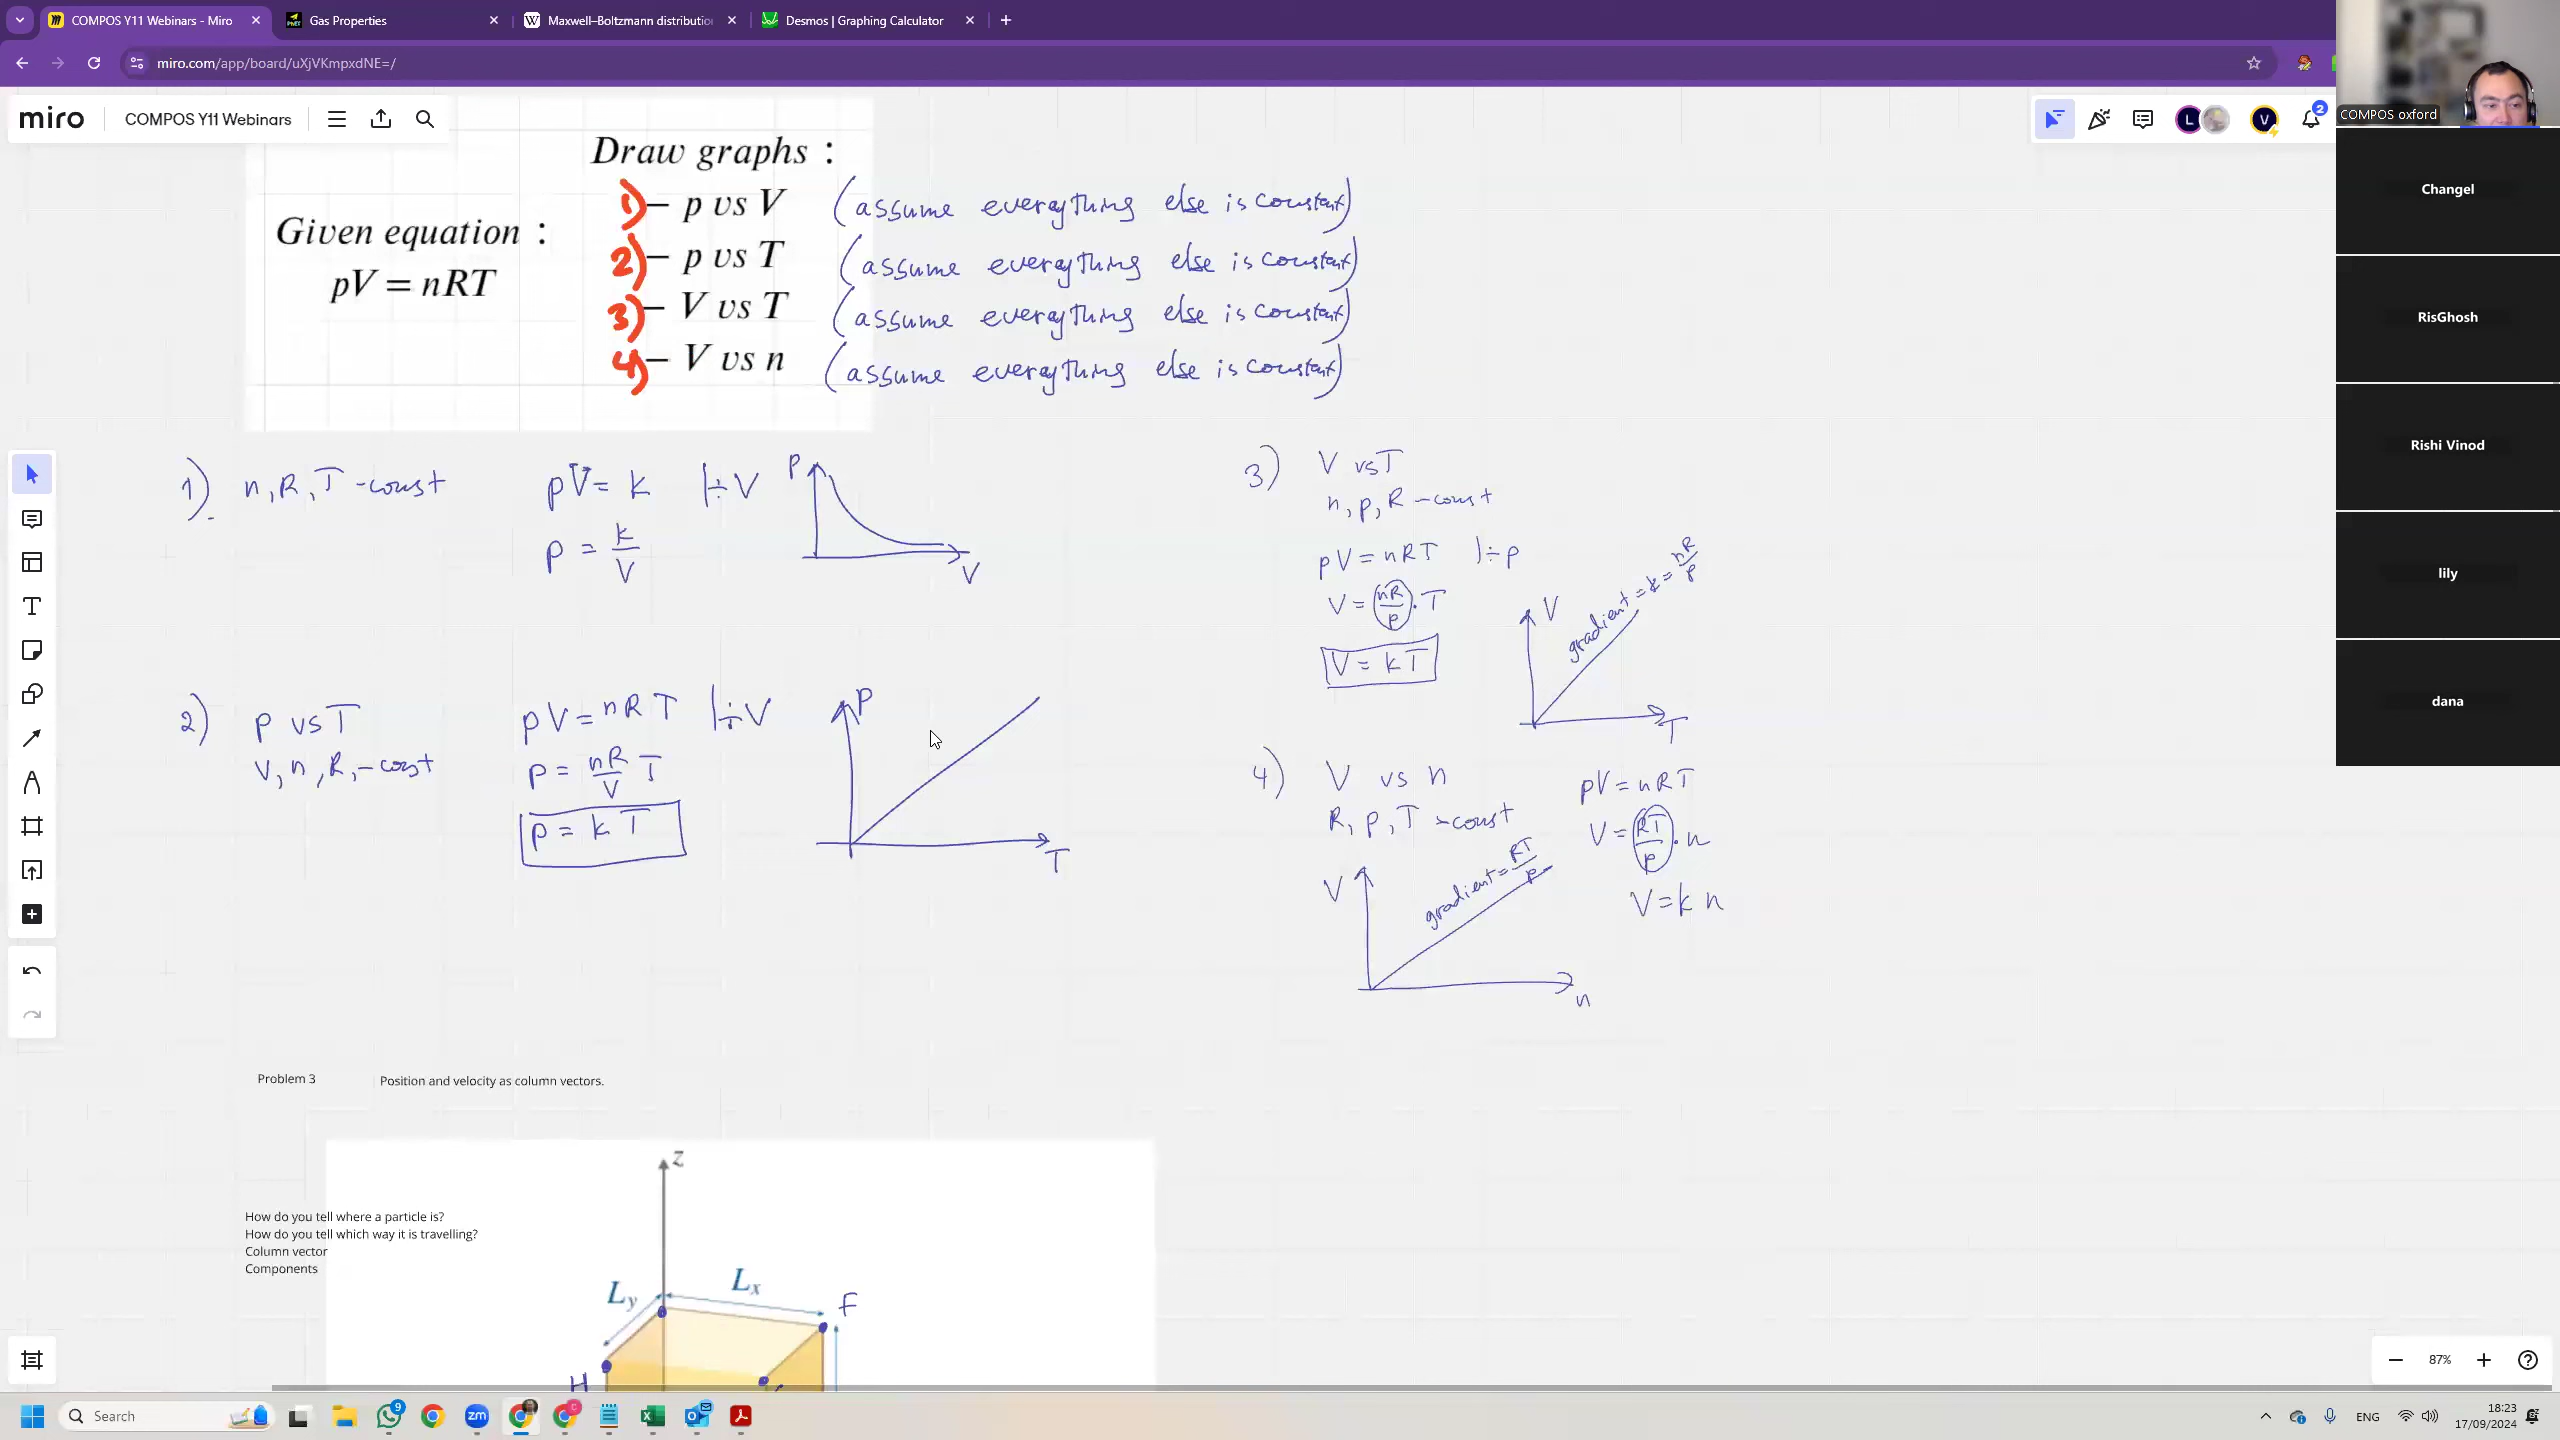 COMPOS Y11 Webinars - Miro
Gas Properties
Maxwell–Boltzmann distributio
Desmos | Graphing Calculator
miro.com/app/board/uXjVKmpxdNE=/
miro
COMPOS Y11 Webinars
L
V
2
COMPOS oxford
Changel
RisGhosh
Rishi Vinod
lily
dana
Given equation :
pV = nRT
Draw graphs :
1) – p vs V (assume everything else is constant)
2) – p vs T (assume everything else is constant)
3) – V vs T (assume everything else is constant)
4) – V vs n (assume everything else is constant)
1) n, R, T - const
pV = k |÷V
p = k/V
P
V
2) p vs T
V, n, R, - const
pV = nRT |÷V
p = nR/V T
p = kT
P
T
3) V vs T
n, p, R - const
pV = nRT |÷p
V = nR/p · T
V = kT
V
gradient = k = nR/p
T
4) V vs n
R, p, T - const
pV = nRT
V = RT/p · n
V = k n
V
gradient = RT/p
n
Problem 3
Position and velocity as column vectors.
How do you tell where a particle is?
How do you tell which way it is travelling?
Column vector
Components
z
Ly
Lx
F
H
87%
Search
9
ENG
18:23
17/09/2024